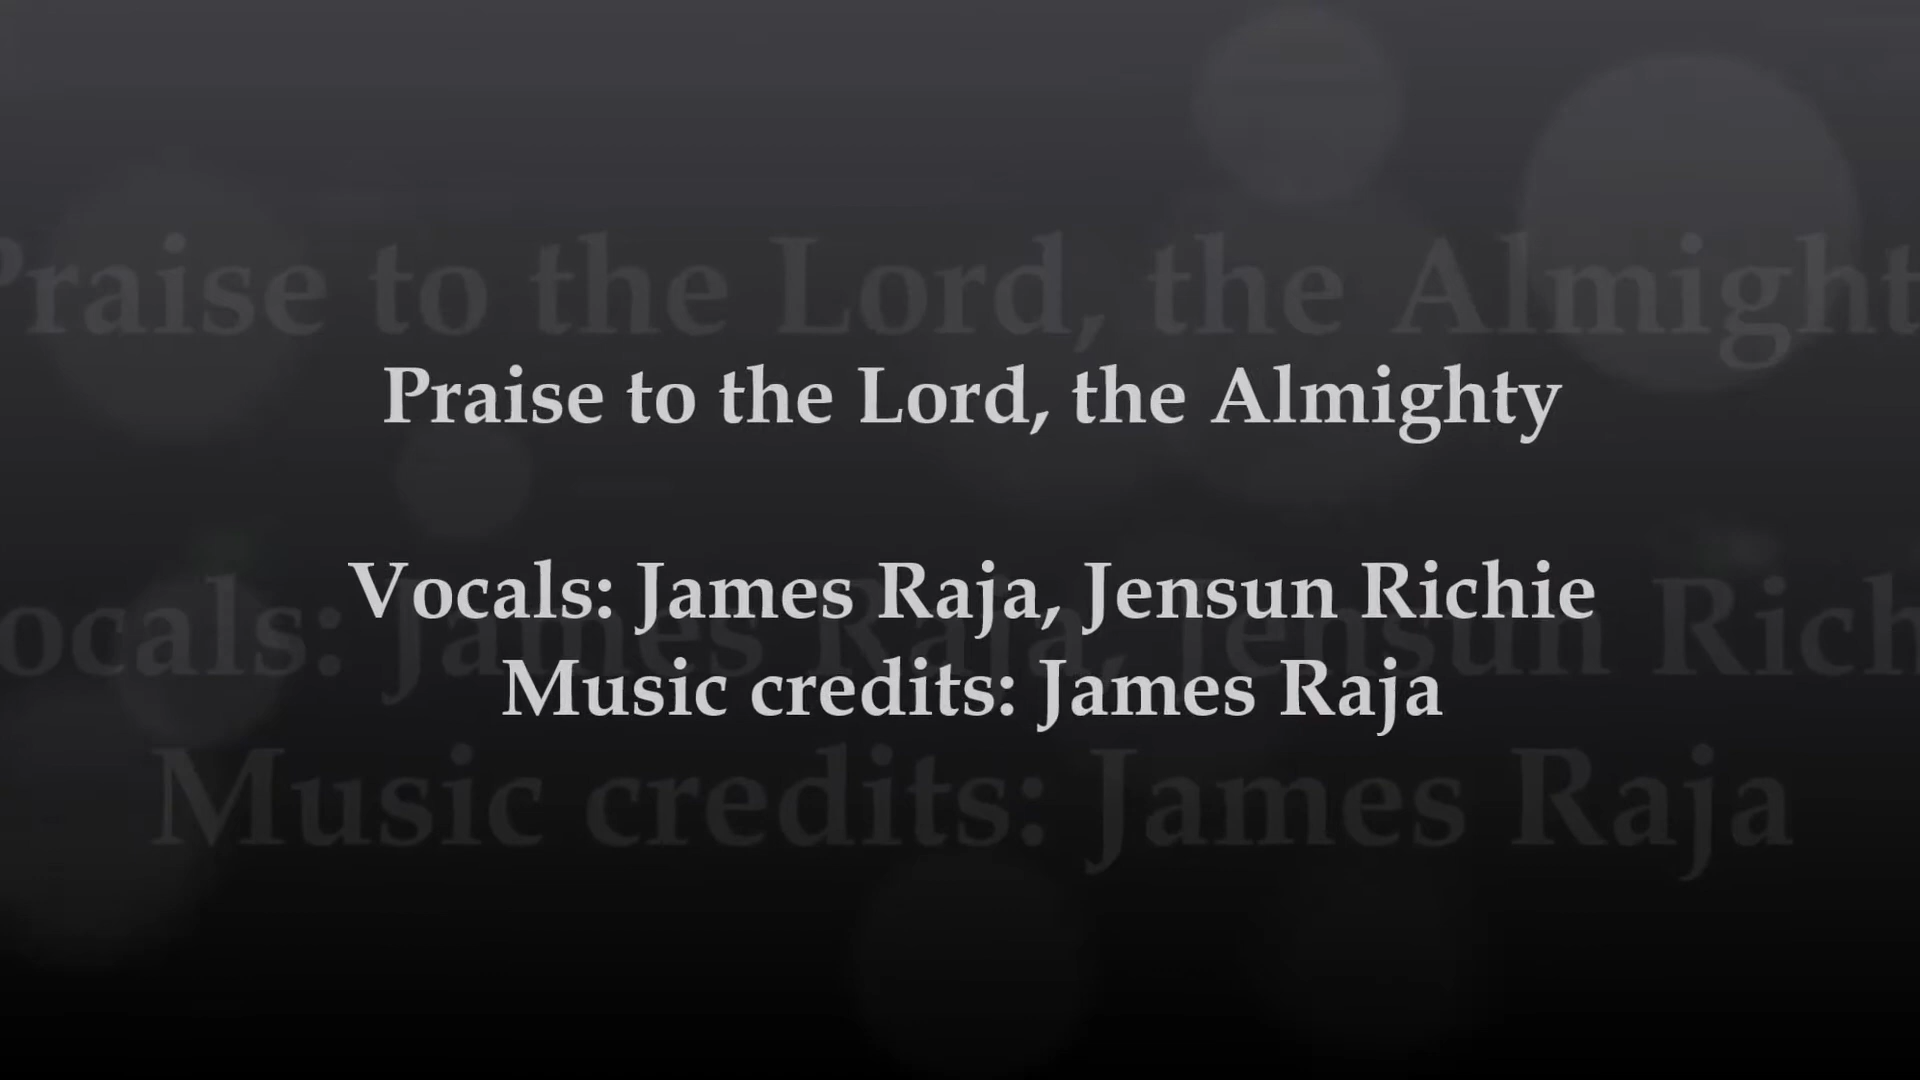 Praise to the Lord, the Almighty
Vocals: James Raja, Jensun Richie
Music credits: James Raja